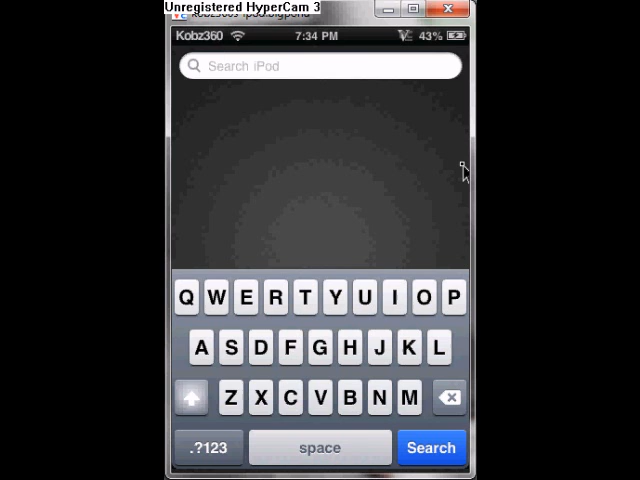 Unregistered HyperCam 3
Kobz360 7:34 PM 43%
Search iPod
Q W E R T Y U I O P
A S D F G H J K L
Z X C V B N M
.?123 space Search